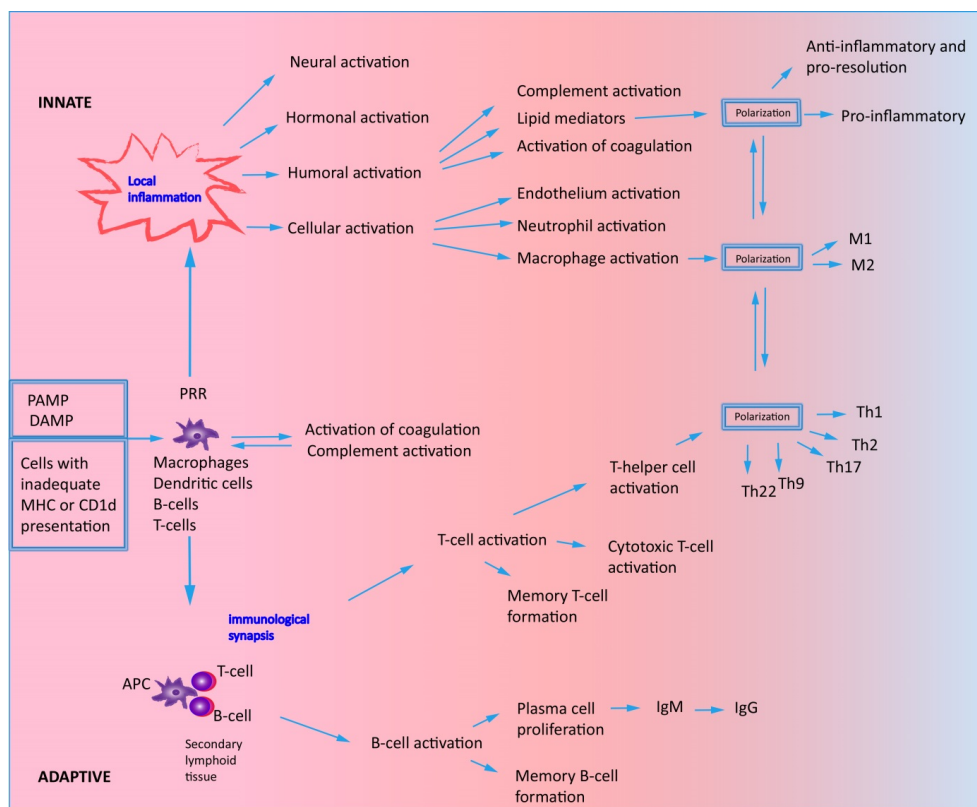 INNATE
Neural activation
Hormonal activation
Humoral activation
Cellular activation
Local
inflammation
Complement activation
Lipid mediators
Activation of coagulation
Endothelium activation
Neutrophil activation
Macrophage activation
Polarization
Anti-inflammatory and
pro-resolution
Pro-inflammatory
Polarization
M1
M2
PAMP
DAMP
Cells with
inadequate
MHC or CD1d
presentation
PRR
Macrophages
Dendritic cells
B-cells
T-cells
Activation of coagulation
Complement activation
Polarization
Th1
Th2
Th17
Th9
Th22
T-helper cell
activation
T-cell activation
Cytotoxic T-cell
activation
Memory T-cell
formation
immunological
synapsis
APC
T-cell
B-cell
Secondary
lymphoid
tissue
B-cell activation
Plasma cell
proliferation
IgM
IgG
Memory B-cell
formation
ADAPTIVE